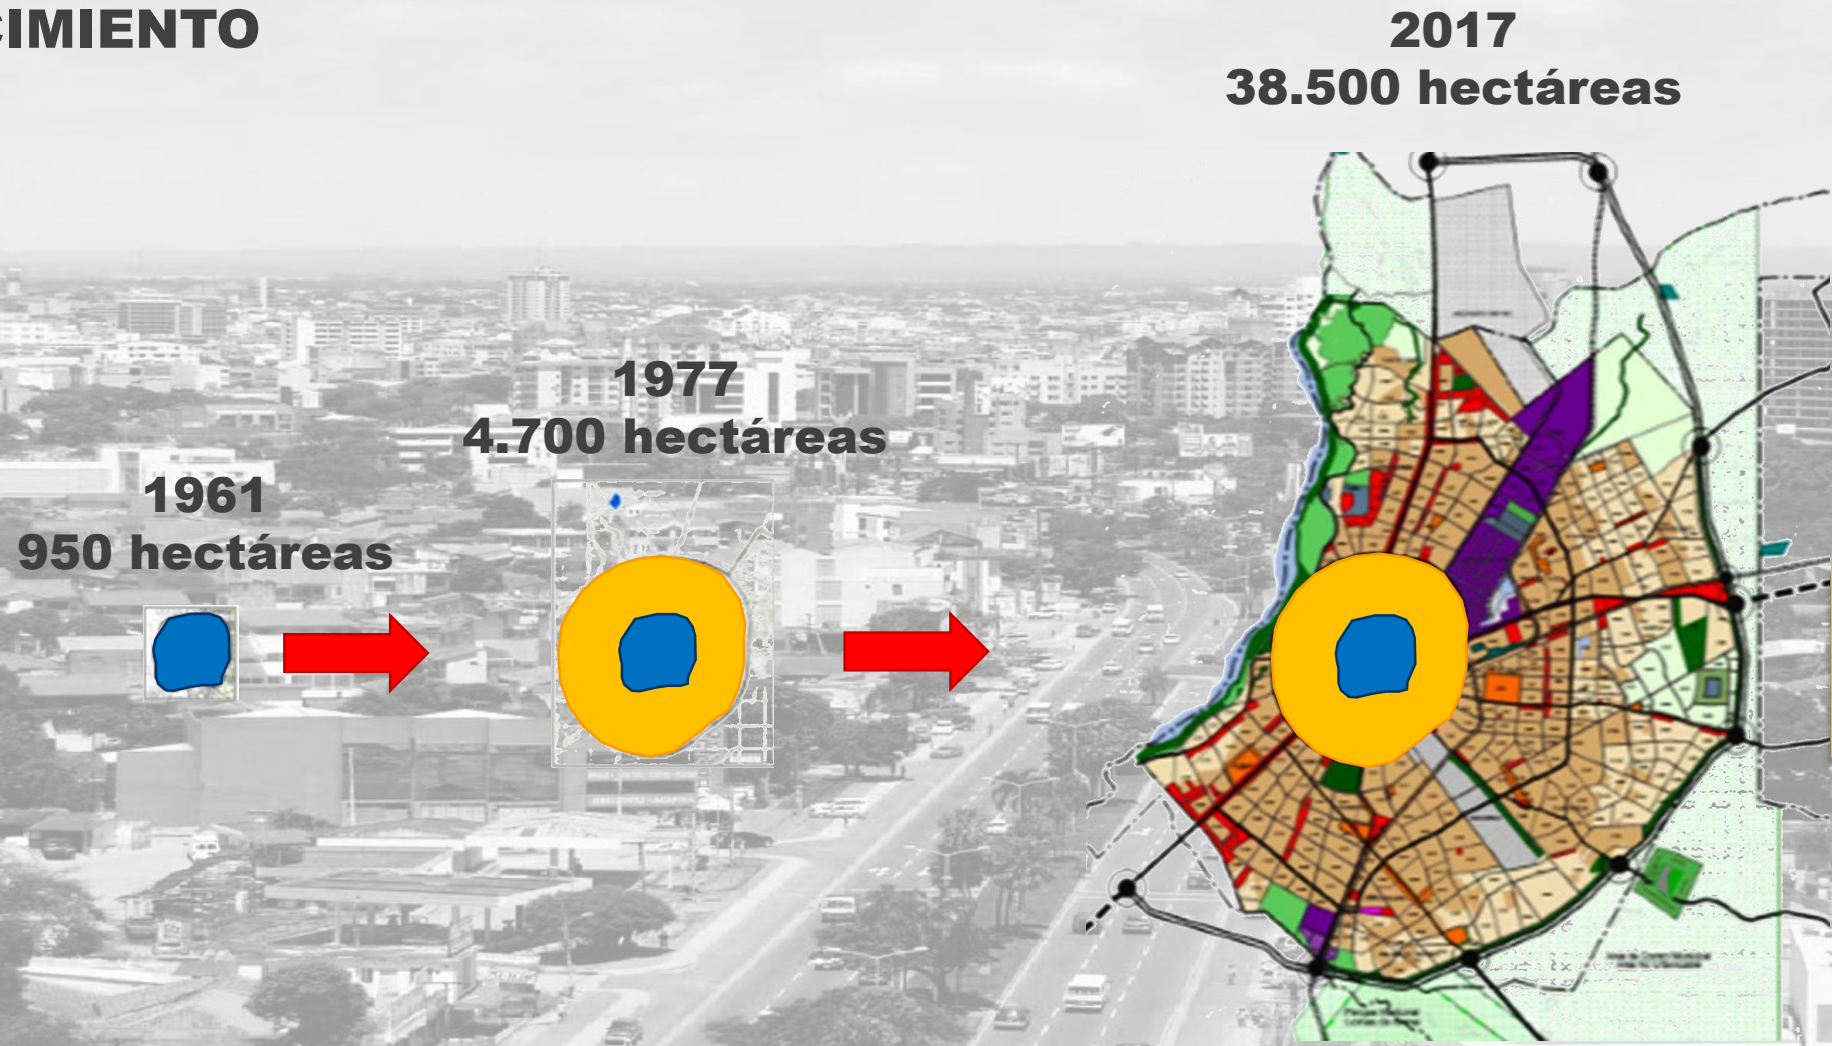 CIMIENTO
2017
38.500 hectáreas
1977
4.700 hectáreas
1961
950 hectáreas